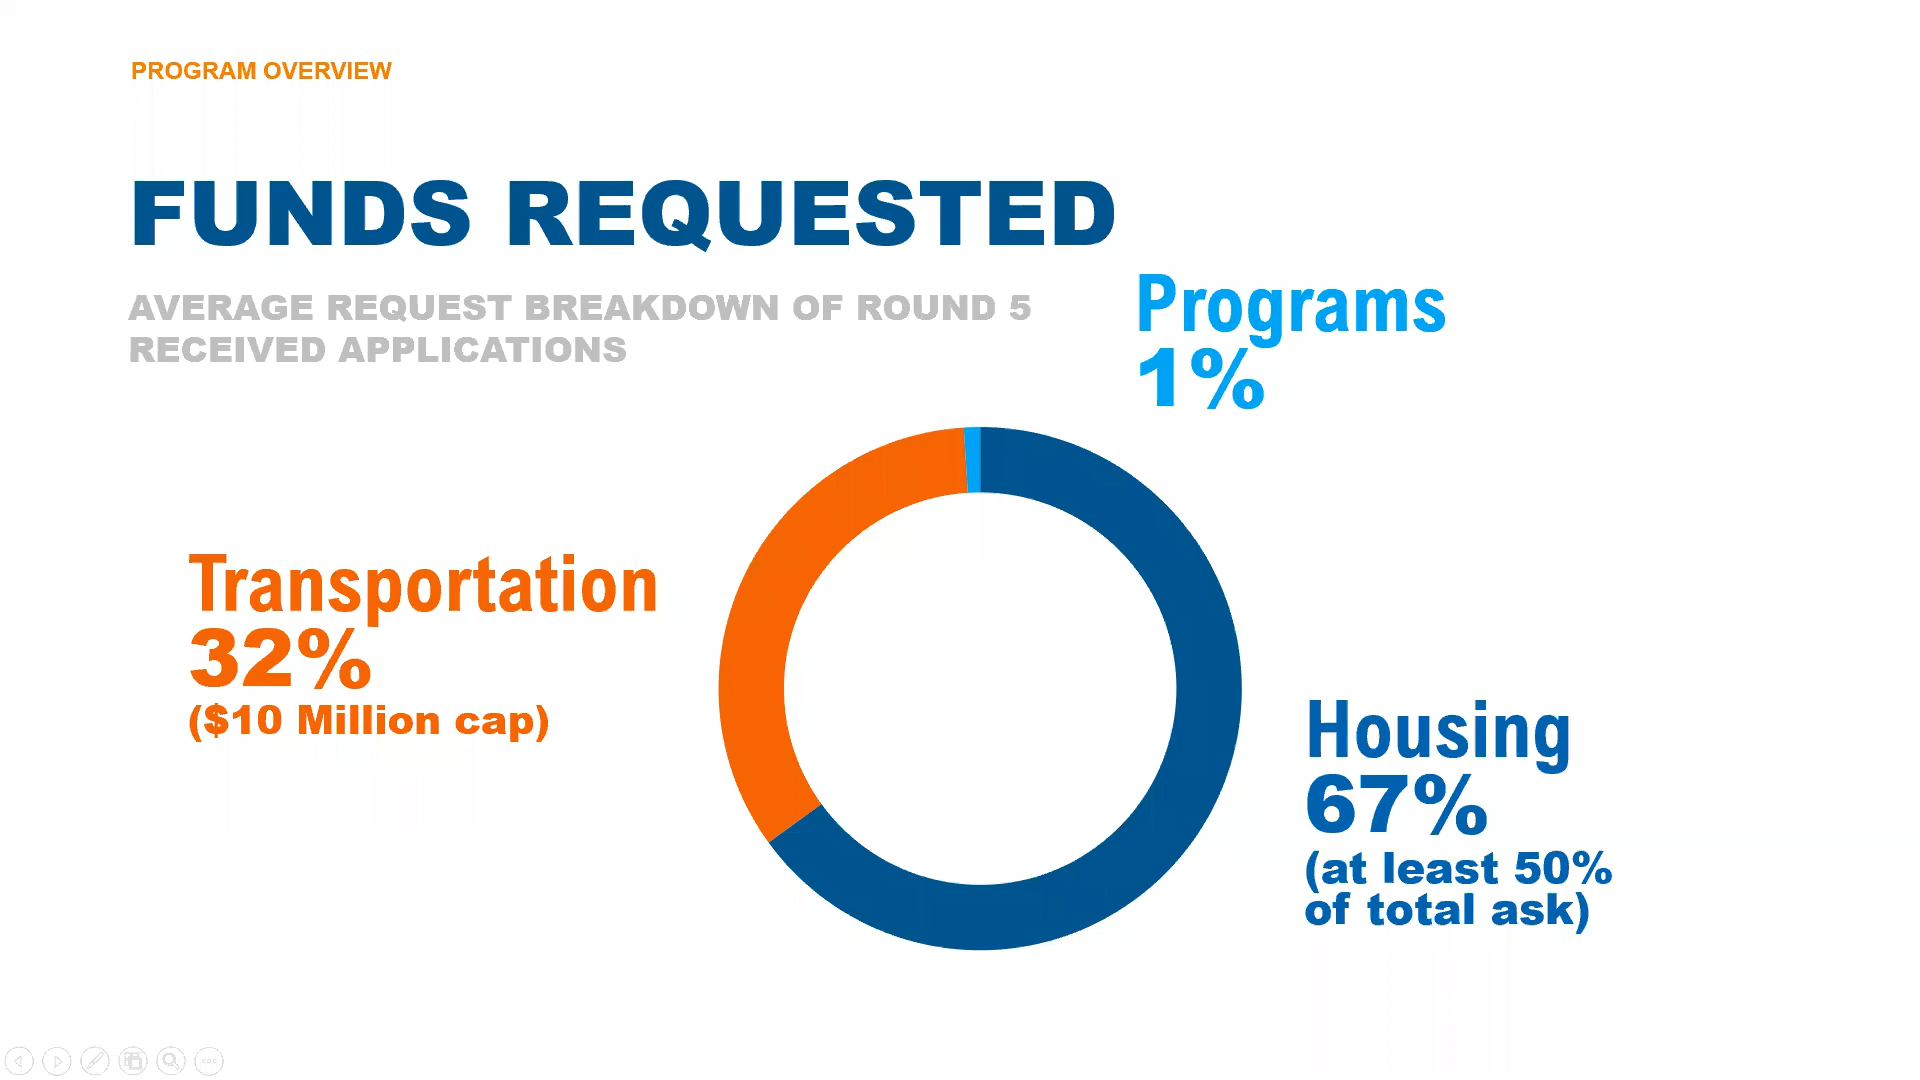 PROGRAM OVERVIEW
FUNDS REQUESTED
AVERAGE REQUEST BREAKDOWN OF ROUND 5
RECEIVED APPLICATIONS
Programs
1%
Transportation
32%
($10 Million cap)
Housing
67%
(at least 50%
of total ask)